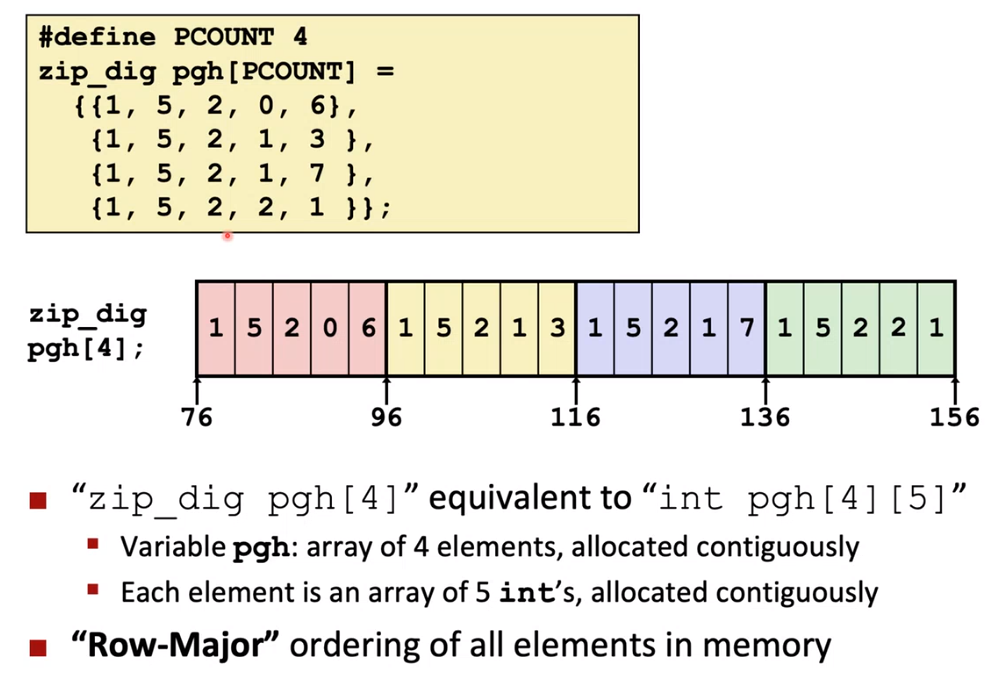 #define PCOUNT 4
zip_dig pgh[PCOUNT] =
{{1, 5, 2, 0, 6},
{1, 5, 2, 1, 3 },
{1, 5, 2, 1, 7 },
{1, 5, 2, 2, 1 }};
zip_dig
pgh[4];
1 5 2 0 6 1 5 2 1 3 1 5 2 1 7 1 5 2 2 1
76 96 116 136 156
“zip_dig pgh[4]” equivalent to “int pgh[4][5]”
Variable pgh: array of 4 elements, allocated contiguously
Each element is an array of 5 int’s, allocated contiguously
“Row-Major” ordering of all elements in memory